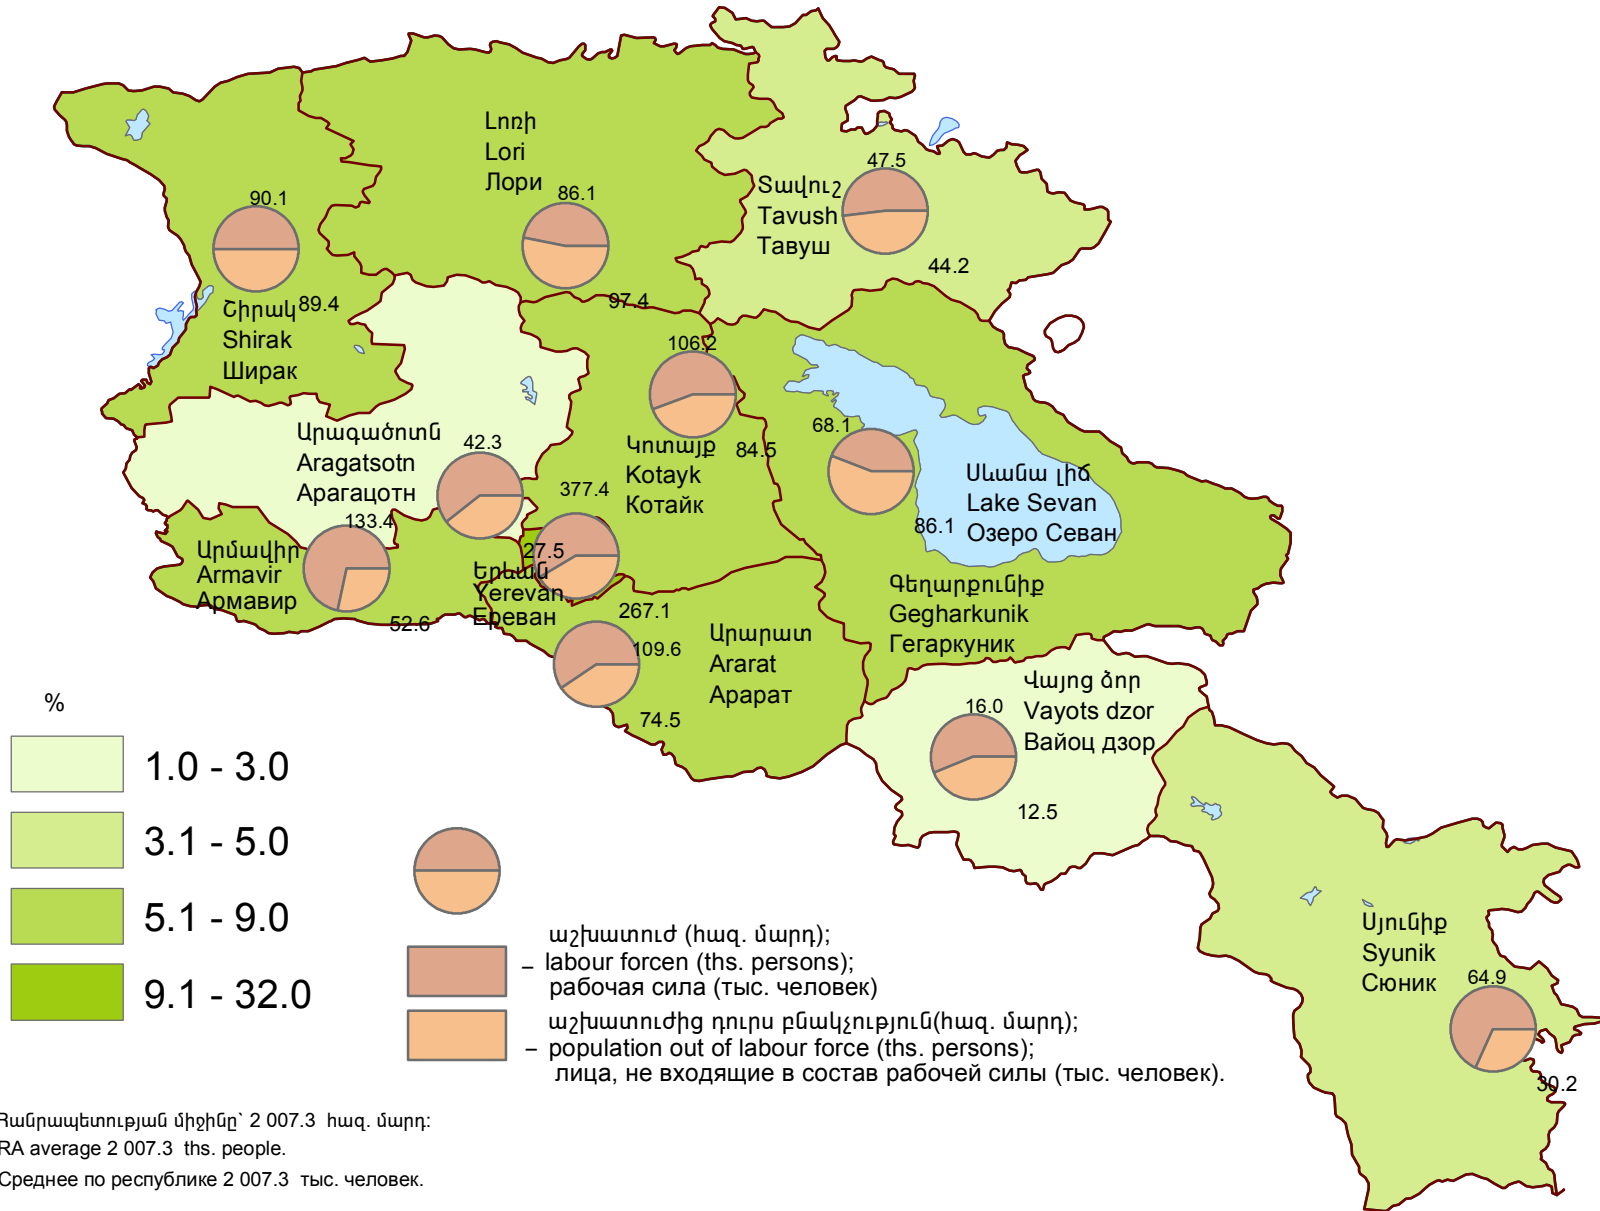 Լոռի
Lori
Лори
86.1
97.4
90.1
Շիրակ
89.4
Shirak
Ширак
47.5
Տավուշ
Tavush
Тавуш
44.2
106.2
Կոտայք
84.5
Kotayk
Котайк
Արագածոտն
42.3
Aragatsotn
Арагацотн
68.1
Սևանա լիճ
Lake Sevan
Озеро Севан
86.1
Գեղարքունիք
Gegharkunik
Гегаркуник
133.4
Արմավիր
Armavir
Армавир
52.6
377.4
27.5
Երևան
Yerevan
Ереван
267.1
109.6
Արարատ
Ararat
Арарат
74.5
Վայոց ձոր
16.0
Vayots dzor
Вайоц дзор
12.5
Սյունիք
Syunik
Сюник
64.9
30.2
%
1.0 - 3.0
3.1 - 5.0
5.1 - 9.0
9.1 - 32.0
աշխատուժ (հազ. մարդ);
– labour forcen (ths. persons);
рабочая сила (тыс. человек)
աշխատուժից դուրս բնակչություն(հազ. մարդ);
– population out of labour force (ths. persons);
лица, не входящие в состав рабочей силы (тыс. человек).
Հանրապետության միջինը` 2 007.3 հազ. մարդ:
RA average 2 007.3 ths. people.
Среднее по республике 2 007.3 тыс. человек.